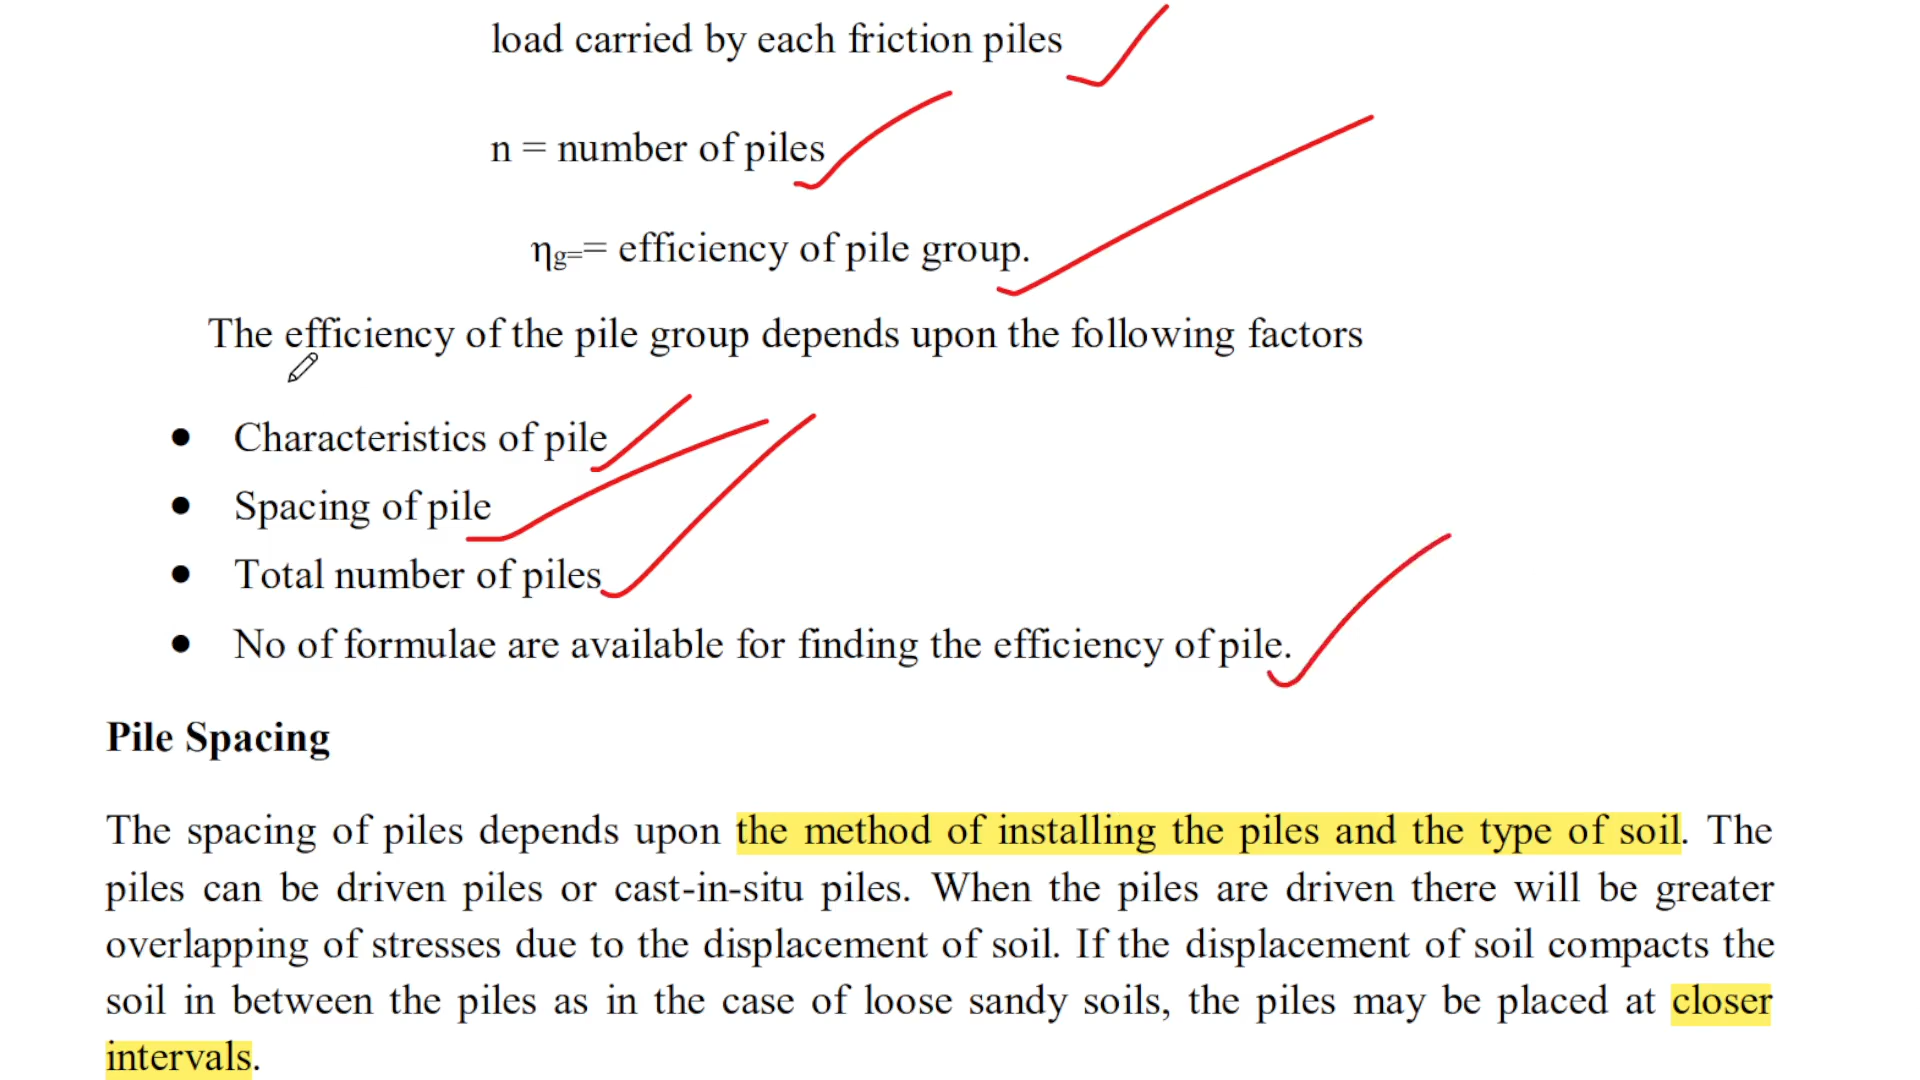 load carried by each friction piles
n = number of piles
ηg== efficiency of pile group.
The efficiency of the pile group depends upon the following factors
● Characteristics of pile
● Spacing of pile
● Total number of piles
● No of formulae are available for finding the efficiency of pile.
Pile Spacing
The spacing of piles depends upon the method of installing the piles and the type of soil. The
piles can be driven piles or cast-in-situ piles. When the piles are driven there will be greater
overlapping of stresses due to the displacement of soil. If the displacement of soil compacts the
soil in between the piles as in the case of loose sandy soils, the piles may be placed at closer
intervals.